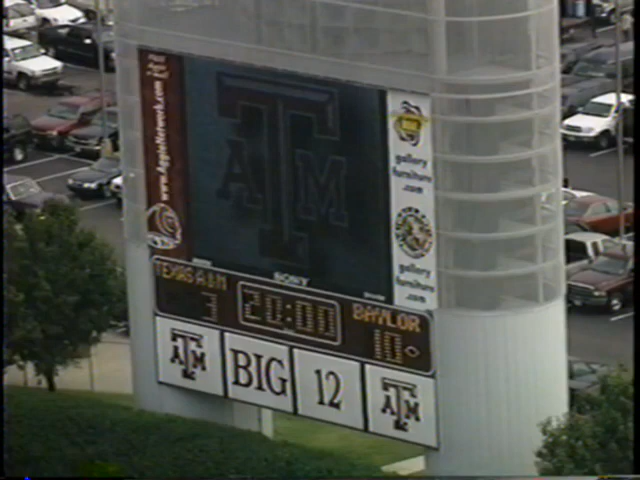 ATM
www.AggieNetwork.com
gallery
furniture
.com
gallery
furniture
.com
SONY
TEXAS A&M
3
20:00
BAYLOR
10
ATM
BIG
12
ATM